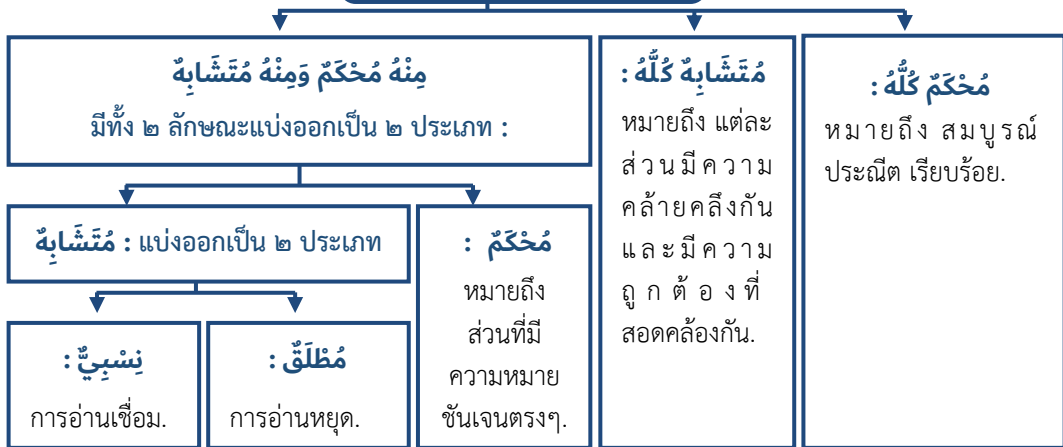 مُحْكَمٌ كُلُّهُ :
หมายถึง สมบูรณ์
ประณีต เรียบร้อย.
مُتَشَابِهٌ كُلُّهُ :
หมายถึง แต่ละ
ส่วนมีความ
คล้ายคลึงกัน
และมีความ
ถูกต้องที่
สอดคล้องกัน.
مِنْهُ مُحْكَمٌ وَمِنْهُ مُتَشَابِهٌ
มีทั้ง ๒ ลักษณะแบ่งออกเป็น ๒ ประเภท :
مُحْكَمٌ :
หมายถึง
ส่วนที่มี
ความหมาย
ชันเจนตรงๆ.
مُتَشَابِهٌ : แบ่งออกเป็น ๒ ประเภท
مُطْلَقٌ :
การอ่านหยุด.
نِسْبِيٌّ :
การอ่านเชื่อม.